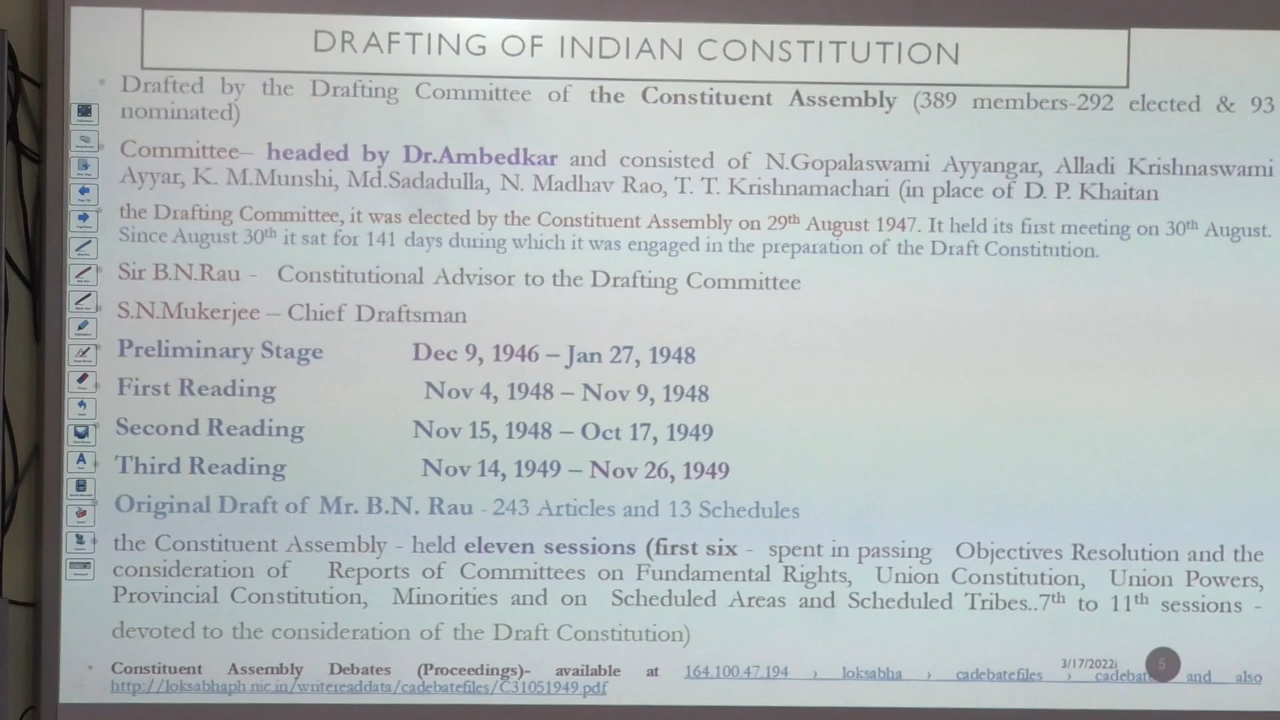 DRAFTING OF INDIAN CONSTITUTION
Drafted by the Drafting Committee of the Constituent Assembly (389 members-292 elected & 93
nominated)
Committee– headed by Dr.Ambedkar and consisted of N.Gopalaswami Ayyangar, Alladi Krishnaswami
Ayyar, K. M.Munshi, Md.Sadadulla, N. Madhav Rao, T. T. Krishnamachari (in place of D. P. Khaitan
the Drafting Committee, it was elected by the Constituent Assembly on 29th August 1947. It held its first meeting on 30th August.
Since August 30th it sat for 141 days during which it was engaged in the preparation of the Draft Constitution.
Sir B.N.Rau - Constitutional Advisor to the Drafting Committee
S.N.Mukerjee – Chief Draftsman
Preliminary Stage Dec 9, 1946 – Jan 27, 1948
First Reading Nov 4, 1948 – Nov 9, 1948
Second Reading Nov 15, 1948 – Oct 17, 1949
Third Reading Nov 14, 1949 – Nov 26, 1949
Original Draft of Mr. B.N. Rau - 243 Articles and 13 Schedules
the Constituent Assembly - held eleven sessions (first six - spent in passing Objectives Resolution and the
consideration of Reports of Committees on Fundamental Rights, Union Constitution, Union Powers,
Provincial Constitution, Minorities and on Scheduled Areas and Scheduled Tribes..7th to 11th sessions -
devoted to the consideration of the Draft Constitution)
Constituent Assembly Debates (Proceedings)- available at 164.100.47.194 › loksabha › cadebatefiles › cadebat and also
http://loksabhaph.nic.in/writereaddata/cadebatefiles/C31051949.pdf
3/17/2022
5